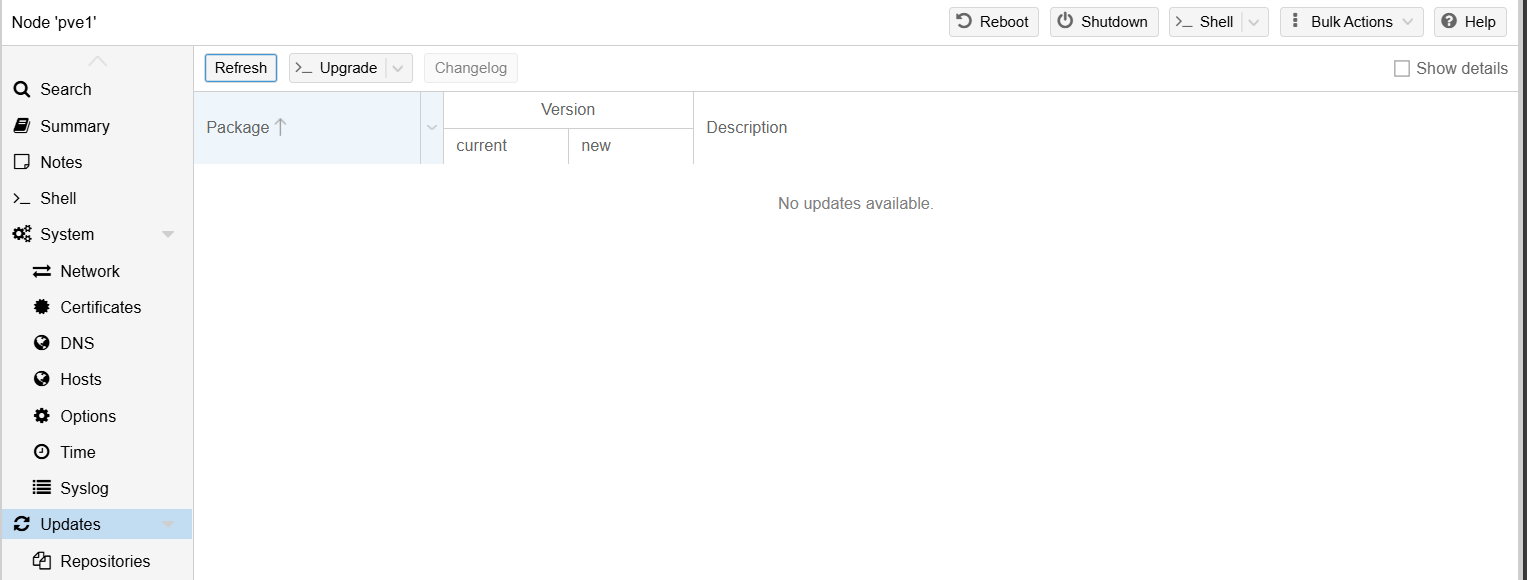 Node 'pve1'
Reboot Shutdown Shell Bulk Actions Help
Refresh Upgrade Changelog Show details
Search
Summary
Notes
Shell
System
Network
Certificates
DNS
Hosts
Options
Time
Syslog
Updates
Repositories
Package Version Description
current new
No updates available.